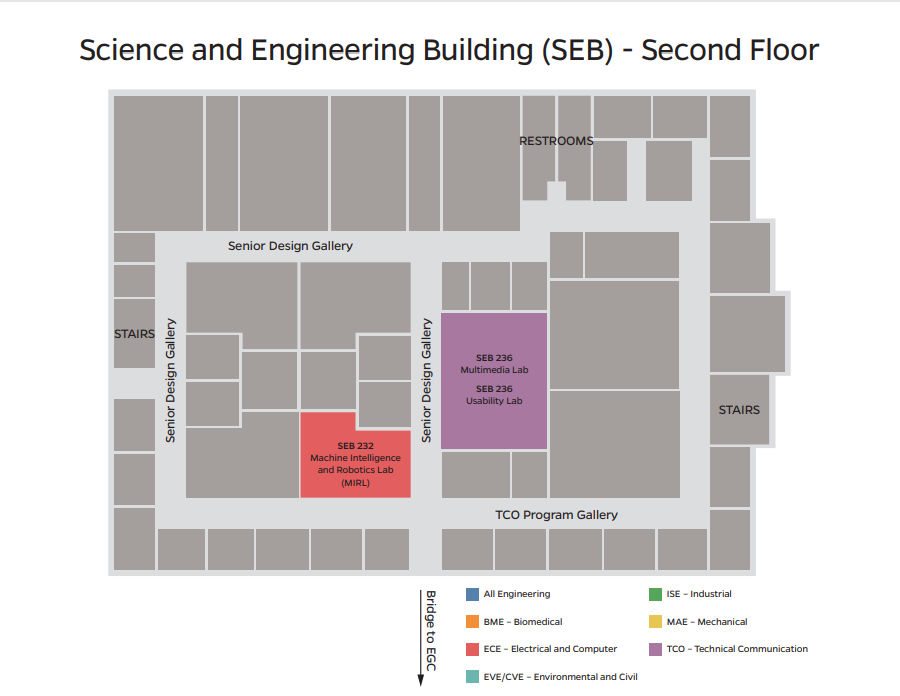 Science and Engineering Building (SEB) - Second Floor
RESTROOMS
Senior Design Gallery
STAIRS
Senior Design Gallery
Senior Design Gallery
SEB 236
Multimedia Lab
SEB 236
Usability Lab
STAIRS
SEB 232
Machine Intelligence
and Robotics Lab
(MIRL)
TCO Program Gallery
Bridge to EGC
All Engineering
BME – Biomedical
ECE – Electrical and Computer
EVE/CVE – Environmental and Civil
ISE – Industrial
MAE – Mechanical
TCO – Technical Communication